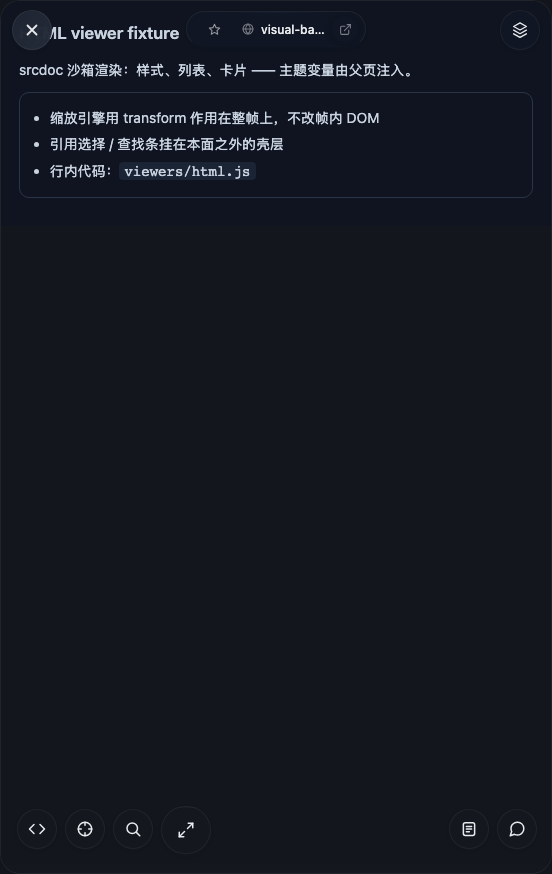 ML viewer fixture
visual-ba...
srcdoc 沙箱渲染：样式、列表、卡片 —— 主题变量由父页注入。
缩放引擎用 transform 作用在整帧上，不改帧内 DOM
引用选择 / 查找条挂在本面之外的壳层
行内代码： viewers/html.js